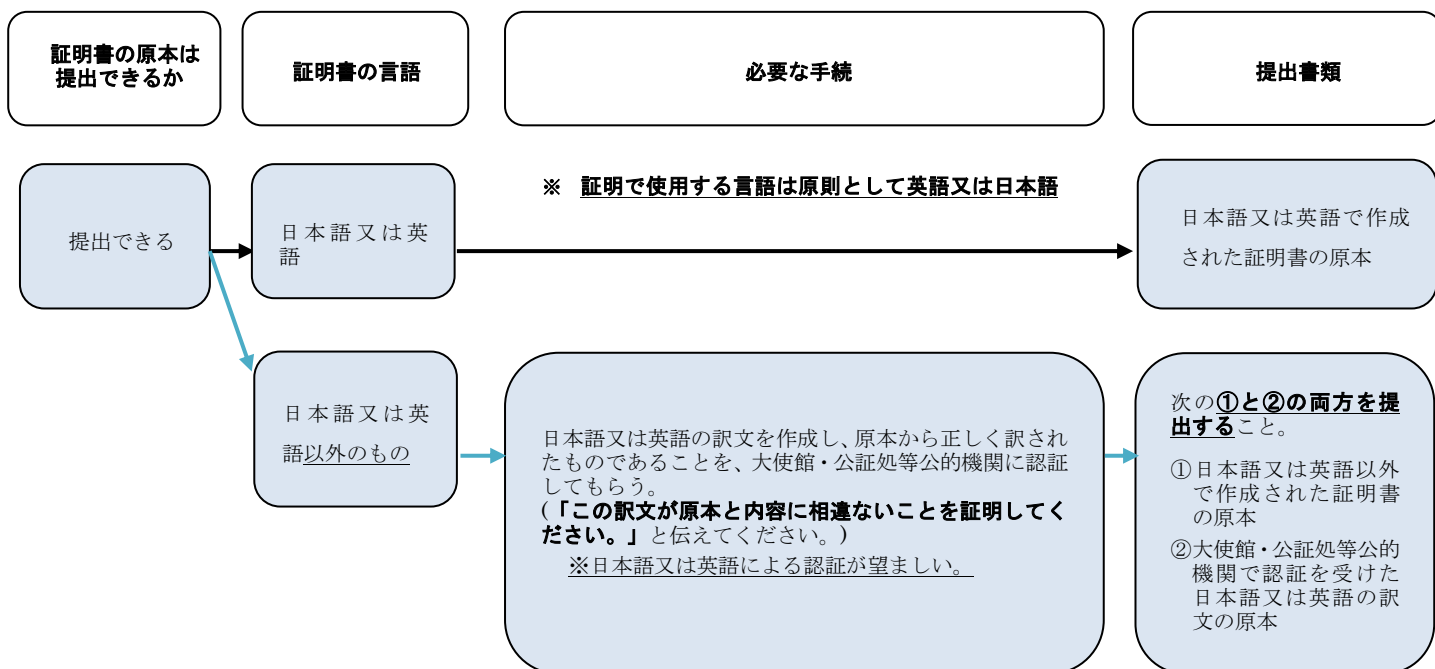 証明書の原本は
提出できるか
証明書の言語
必要な手続
提出書類
※ 証明で使用する言語は原則として英語又は日本語
提出できる
日本語又は英
語
日本語又は英語で作成
された証明書の原本
日本語又は英
語以外のもの
日本語又は英語の訳文を作成し、原本から正しく訳され
たものであることを、大使館・公証処等公的機関に認証
してもらう。
(「この訳文が原本と内容に相違ないことを証明してく
ださい。」と伝えてください。)
※日本語又は英語による認証が望ましい。
次の①と②の両方を提
出すること。
①日本語又は英語以外
で作成された証明書
の原本
②大使館・公証処等公的
機関で認証を受けた
日本語又は英語の訳
文の原本